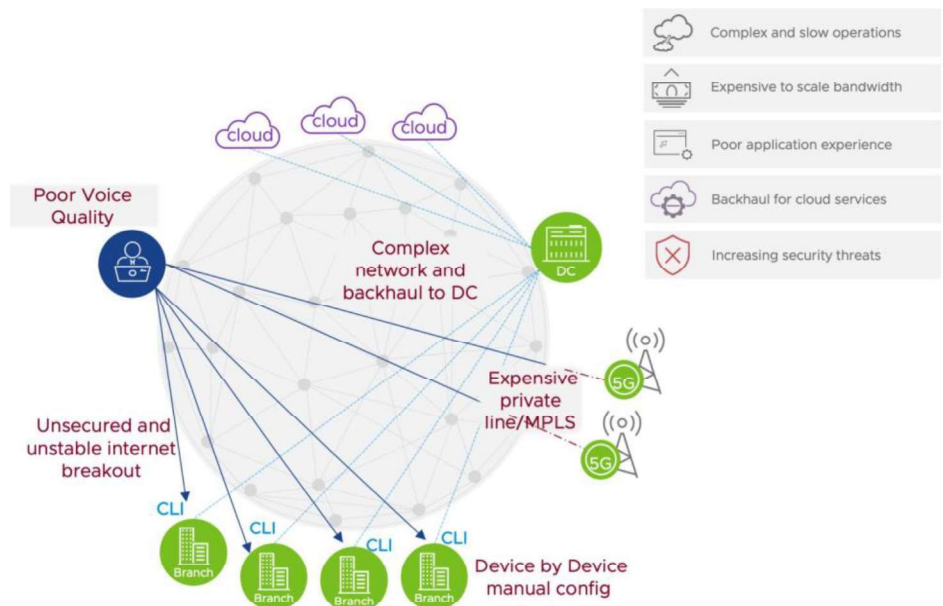 Complex and slow operations
Expensive to scale bandwidth
Poor application experience
Backhaul for cloud services
Increasing security threats
cloud
cloud
cloud
Poor Voice
Quality
Complex
network and
backhaul to DC
DC
Expensive
private
line/MPLS
5G
5G
Unsecured and
unstable internet
breakout
CLI
CLI
CLI
CLI
Branch
Branch
Branch
Branch
Device by Device
manual config